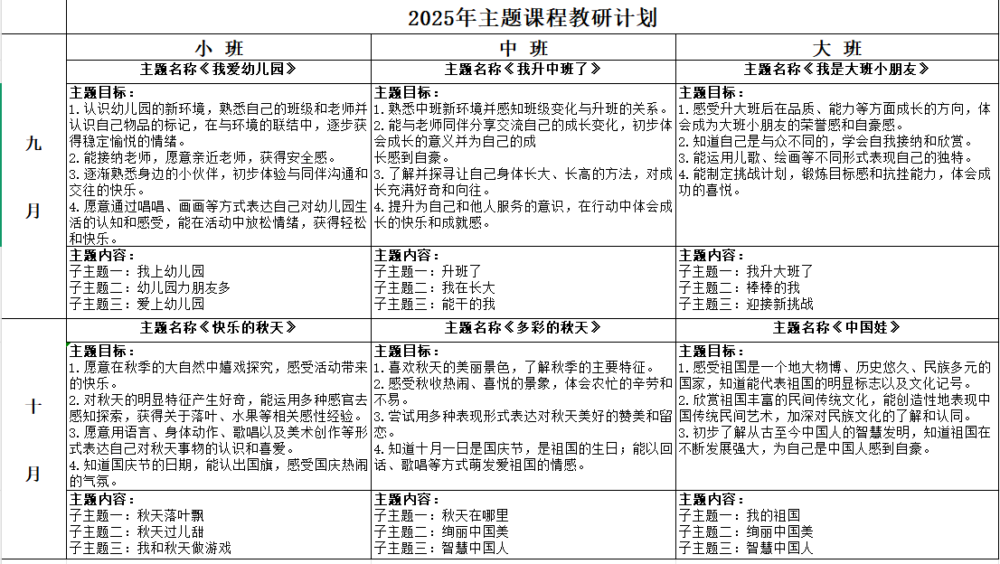 2025年主题课程教研计划
小 班
中 班
大 班
九
月
主题名称《我爱幼儿园》
主题名称《我升中班了》
主题名称《我是大班小朋友》
主题目标：
1.认识幼儿园的新环境，熟悉自己的班级和老师并
认识自己物品的标记，在与环境的联结中，逐步获
得稳定愉悦的情绪。
2.能接纳老师，愿意亲近老师，获得安全感。
3.逐渐熟悉身边的小伙伴，初步体验与同伴沟通和
交往的快乐。
4.愿意通过唱唱、画画等方式表达自己对幼儿园生
活的认知和感受，能在活动中放松情绪，获得轻松
和快乐。
主题目标：
1.熟悉中班新环境并感知班级变化与升班的关系。
2.能与老师同伴分享交流自己的成长变化，初步体
会成长的意义并为自己的成
长感到自豪。
3.了解并探寻让自己身体长大、长高的方法，对成
长充满好奇和向往。
4.提升为自己和他人服务的意识，在行动中体会成
长的快乐和成就感。
主题目标：
1.感受升大班后在品质、能力等方面成长的方向，体
会成为大班小朋友的荣誉感和自豪感。
2.知道自己是与众不同的，学会自我接纳和欣赏。
3.能运用儿歌、绘画等不同形式表现自己的独特。
4.能制定挑战计划，锻炼目标感和抗挫能力，体会成
功的喜悦。
主题内容：
子主题一：我上幼儿园
子主题二：幼儿园力朋友多
子主题三：爱上幼儿园
主题内容：
子主题一：升班了
子主题二：我在长大
子主题三：能干的我
主题内容：
子主题一：我升大班了
子主题二：棒棒的我
子主题三：迎接新挑战
十
月
主题名称《快乐的秋天》
主题名称《多彩的秋天》
主题名称《中国娃》
主题目标：
1.愿意在秋季的大自然中嬉戏探究，感受活动带来
的快乐。
2.对秋天的明显特征产生好奇，能运用多种感官去
感知探索，获得关于落叶、水果等相关感性经验。
3.愿意用语言、身体动作、歌唱以及美术创作等形
式表达自己对秋天事物的认识和喜爱。
4.知道国庆节的日期，能认出国旗，感受国庆热闹
的气氛。
主题目标：
1.喜欢秋天的美丽景色，了解秋季的主要特征。
2.感受秋收热闹、喜悦的景象，体会农忙的辛劳和
不易。
3.尝试用多种表现形式表达对秋天美好的赞美和留
恋。
4.知道十月一日是国庆节，是祖国的生日；能以回
话、歌唱等方式萌发爱祖国的情感。
主题目标：
1.感受祖国是一个地大物博、历史悠久、民族多元的
国家，知道能代表祖国的明显标志以及文化记号。
2.欣赏祖国丰富的民间传统文化，能创造性地表现中
国传统民间艺术，加深对民族文化的了解和认同。
3.初步了解从古至今中国人的智慧发明，知道祖国在
不断发展强大，为自己是中国人感到自豪。
主题内容：
子主题一：秋天落叶飘
子主题二：秋天过儿甜
子主题三：我和秋天做游戏
主题内容：
子主题一：秋天在哪里
子主题二：绚丽中国美
子主题三：智慧中国人
主题内容：
子主题一：我的祖国
子主题二：绚丽中国美
子主题三：智慧中国人